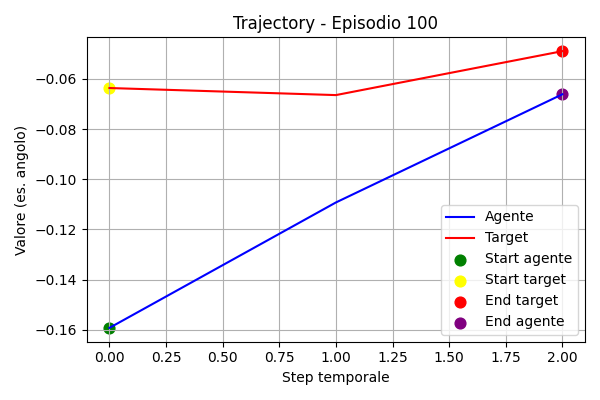 Trajectory - Episodio 100
Valore (es. angolo)
−0.06
−0.08
−0.10
−0.12
−0.14
−0.16
Agente
Target
Start agente
Start target
End target
End agente
0.00 0.25 0.50 0.75 1.00 1.25 1.50 1.75 2.00
Step temporale